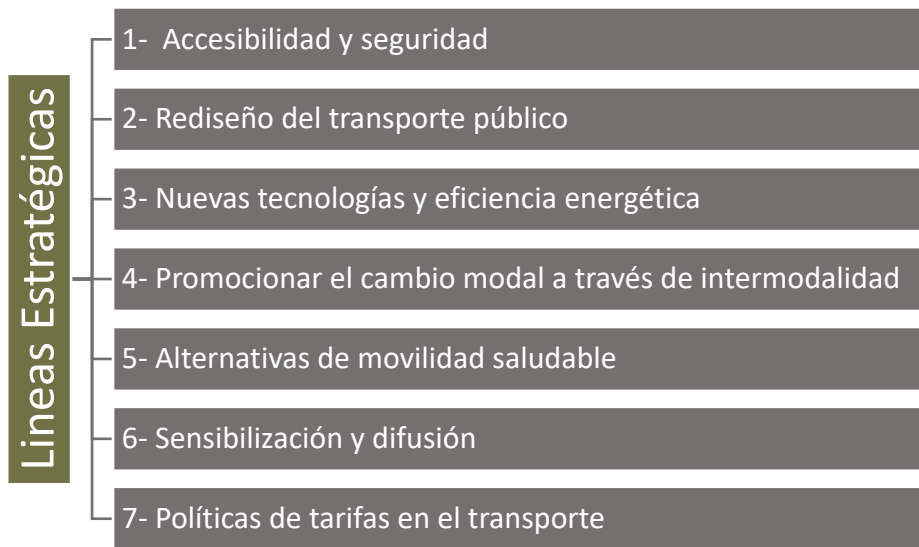 Lineas Estratégicas
1- Accesibilidad y seguridad
2- Rediseño del transporte público
3- Nuevas tecnologías y eficiencia energética
4- Promocionar el cambio modal a través de intermodalidad
5- Alternativas de movilidad saludable
6- Sensibilización y difusión
7- Políticas de tarifas en el transporte